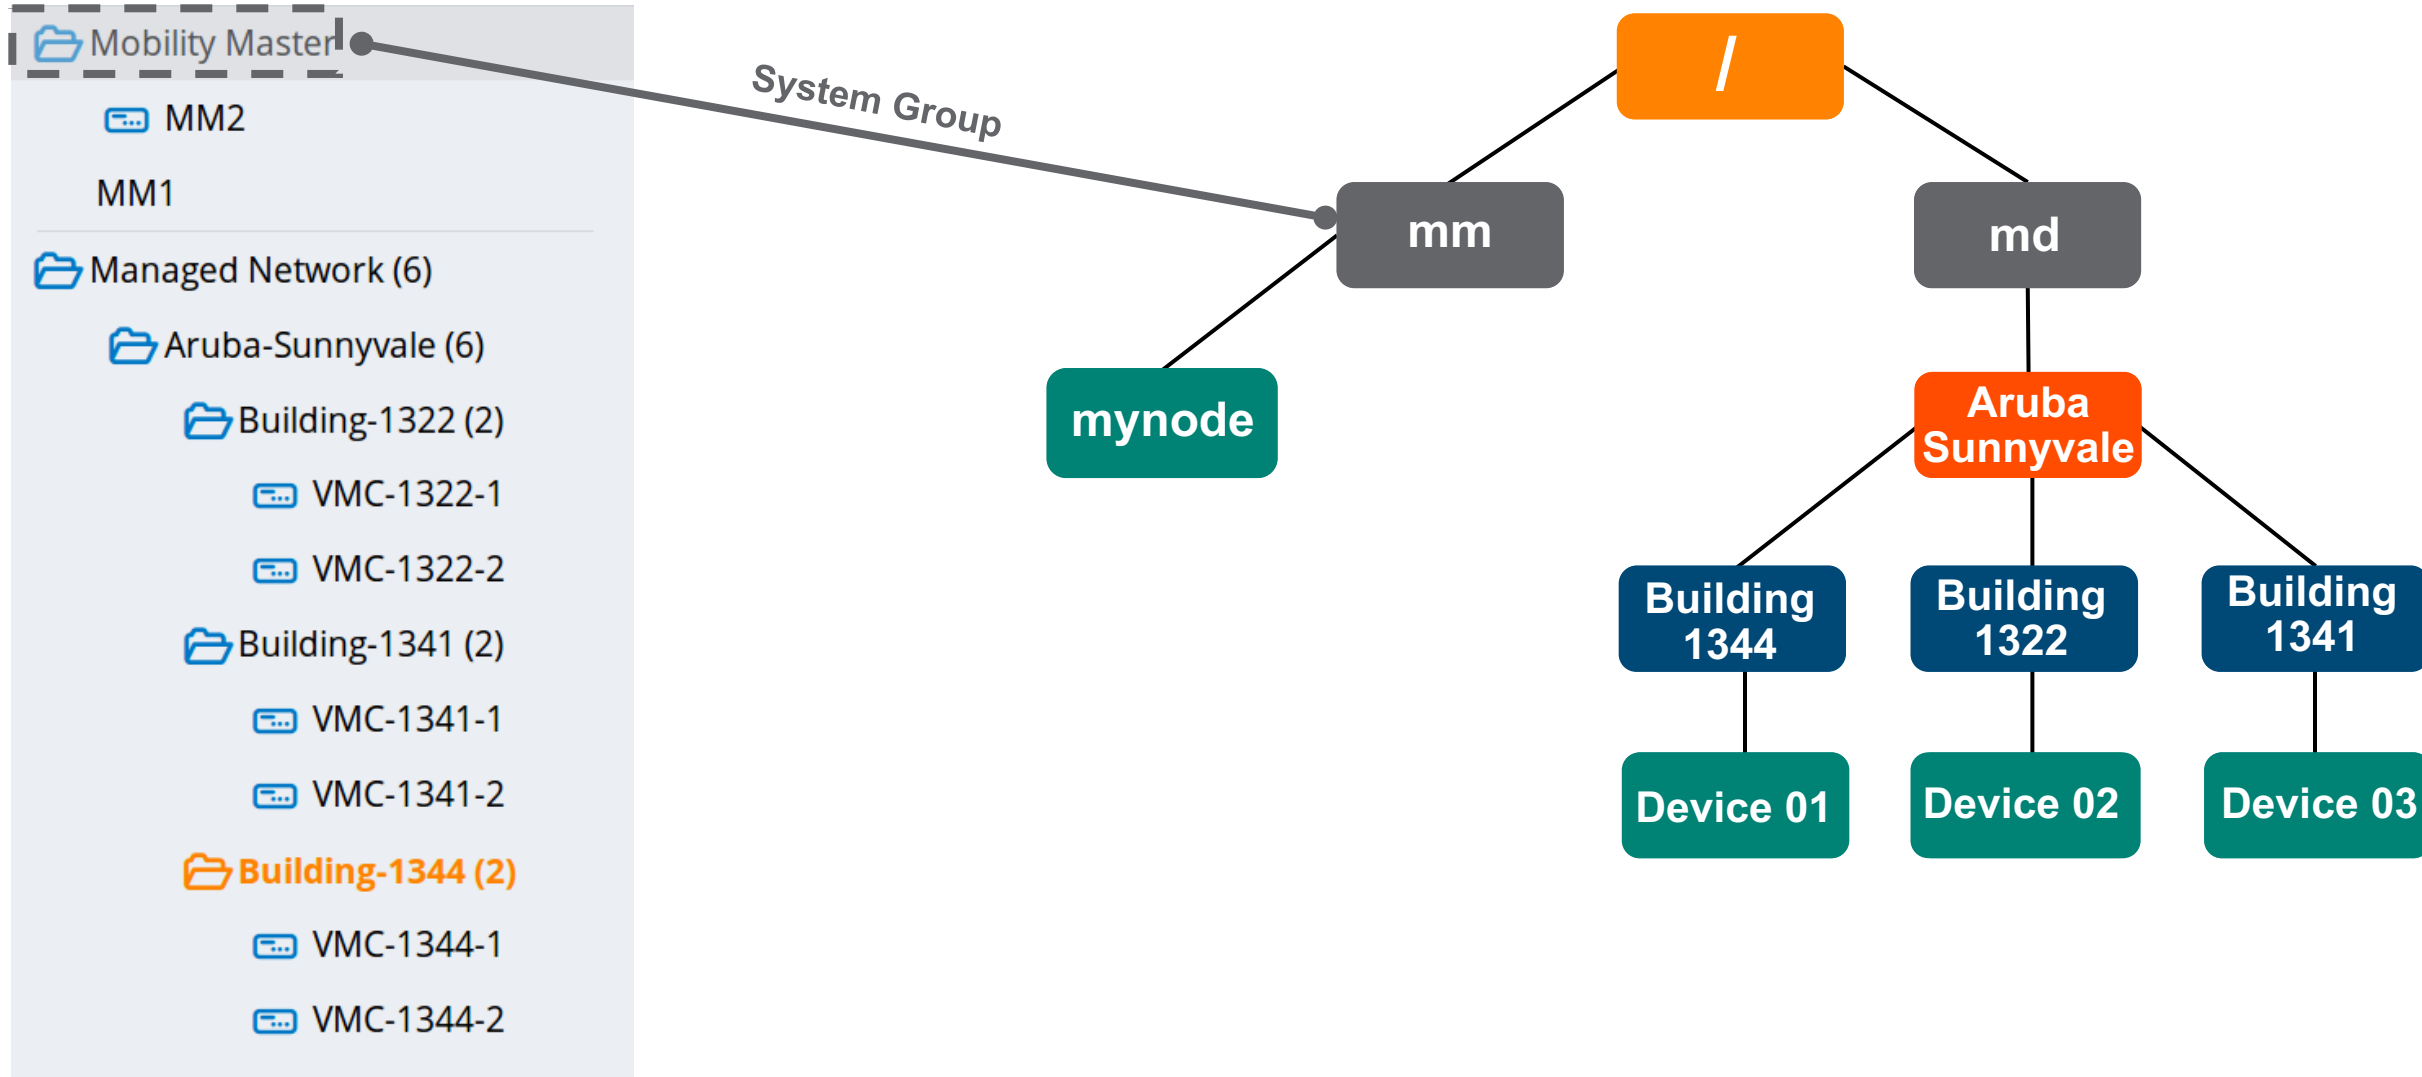 Mobility Master
MM2
MM1
Managed Network (6)
Aruba-Sunnyvale (6)
Building-1322 (2)
VMC-1322-1
VMC-1322-2
Building-1341 (2)
VMC-1341-1
VMC-1341-2
Building-1344 (2)
VMC-1344-1
VMC-1344-2
System Group
/
mm
md
mynode
Aruba
Sunnyvale
Building
1344
Building
1322
Building
1341
Device 01
Device 02
Device 03